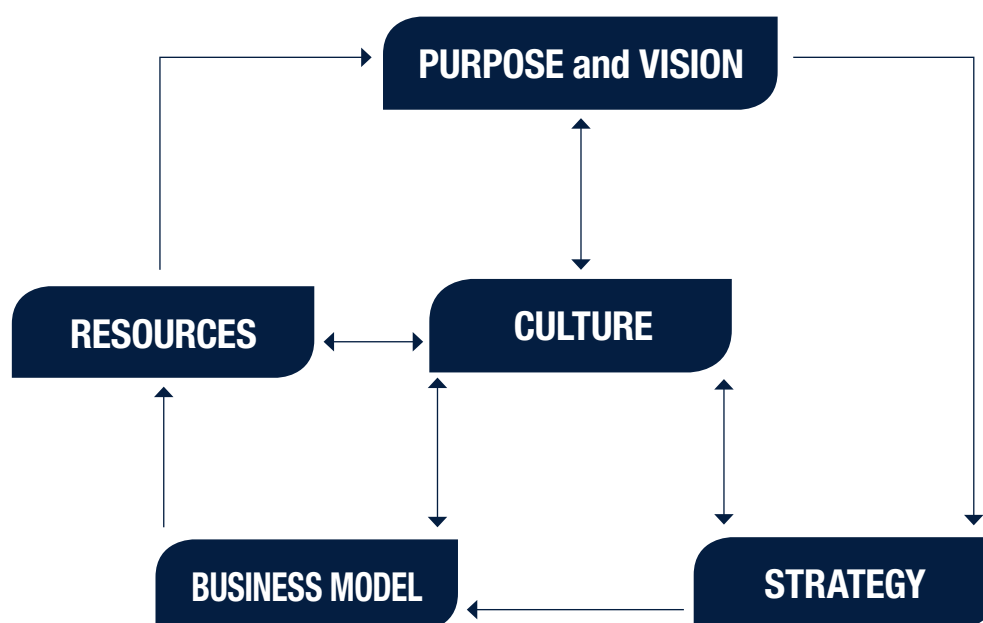 PURPOSE and VISION
RESOURCES
CULTURE
BUSINESS MODEL
STRATEGY